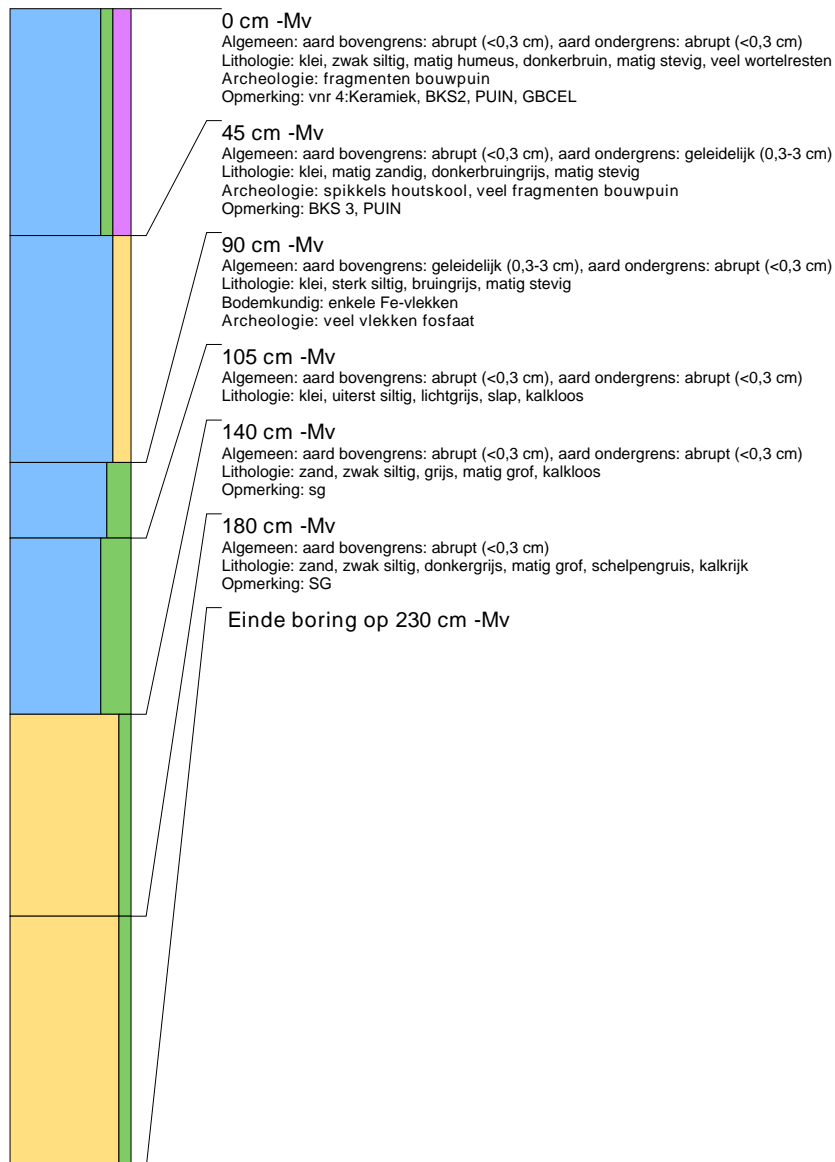 0 cm -Mv
Algemeen: aard bovengrens: abrupt (<0,3 cm), aard ondergrens: abrupt (<0,3 cm)
Lithologie: klei, zwak siltig, matig humeus, donkerbruin, matig stevig, veel wortelresten
Archeologie: fragmenten bouwpuin
Opmerking: vnr 4:Keramiek, BKS2, PUIN, GBCEL
45 cm -Mv
Algemeen: aard bovengrens: abrupt (<0,3 cm), aard ondergrens: geleidelijk (0,3-3 cm)
Lithologie: klei, matig zandig, donkerbruingrijs, matig stevig
Archeologie: spikkels houtskool, veel fragmenten bouwpuin
Opmerking: BKS 3, PUIN
90 cm -Mv
Algemeen: aard bovengrens: geleidelijk (0,3-3 cm), aard ondergrens: abrupt (<0,3 cm)
Lithologie: klei, sterk siltig, bruingrijs, matig stevig
Bodemkundig: enkele Fe-vlekken
Archeologie: veel vlekken fosfaat
105 cm -Mv
Algemeen: aard bovengrens: abrupt (<0,3 cm), aard ondergrens: abrupt (<0,3 cm)
Lithologie: klei, uiterst siltig, lichtgrijs, slap, kalkloos
140 cm -Mv
Algemeen: aard bovengrens: abrupt (<0,3 cm), aard ondergrens: abrupt (<0,3 cm)
Lithologie: zand, zwak siltig, grijs, matig grof, kalkloos
Opmerking: sg
180 cm -Mv
Algemeen: aard bovengrens: abrupt (<0,3 cm)
Lithologie: zand, zwak siltig, donkergrijs, matig grof, schelpengruis, kalkrijk
Opmerking: SG
Einde boring op 230 cm -Mv